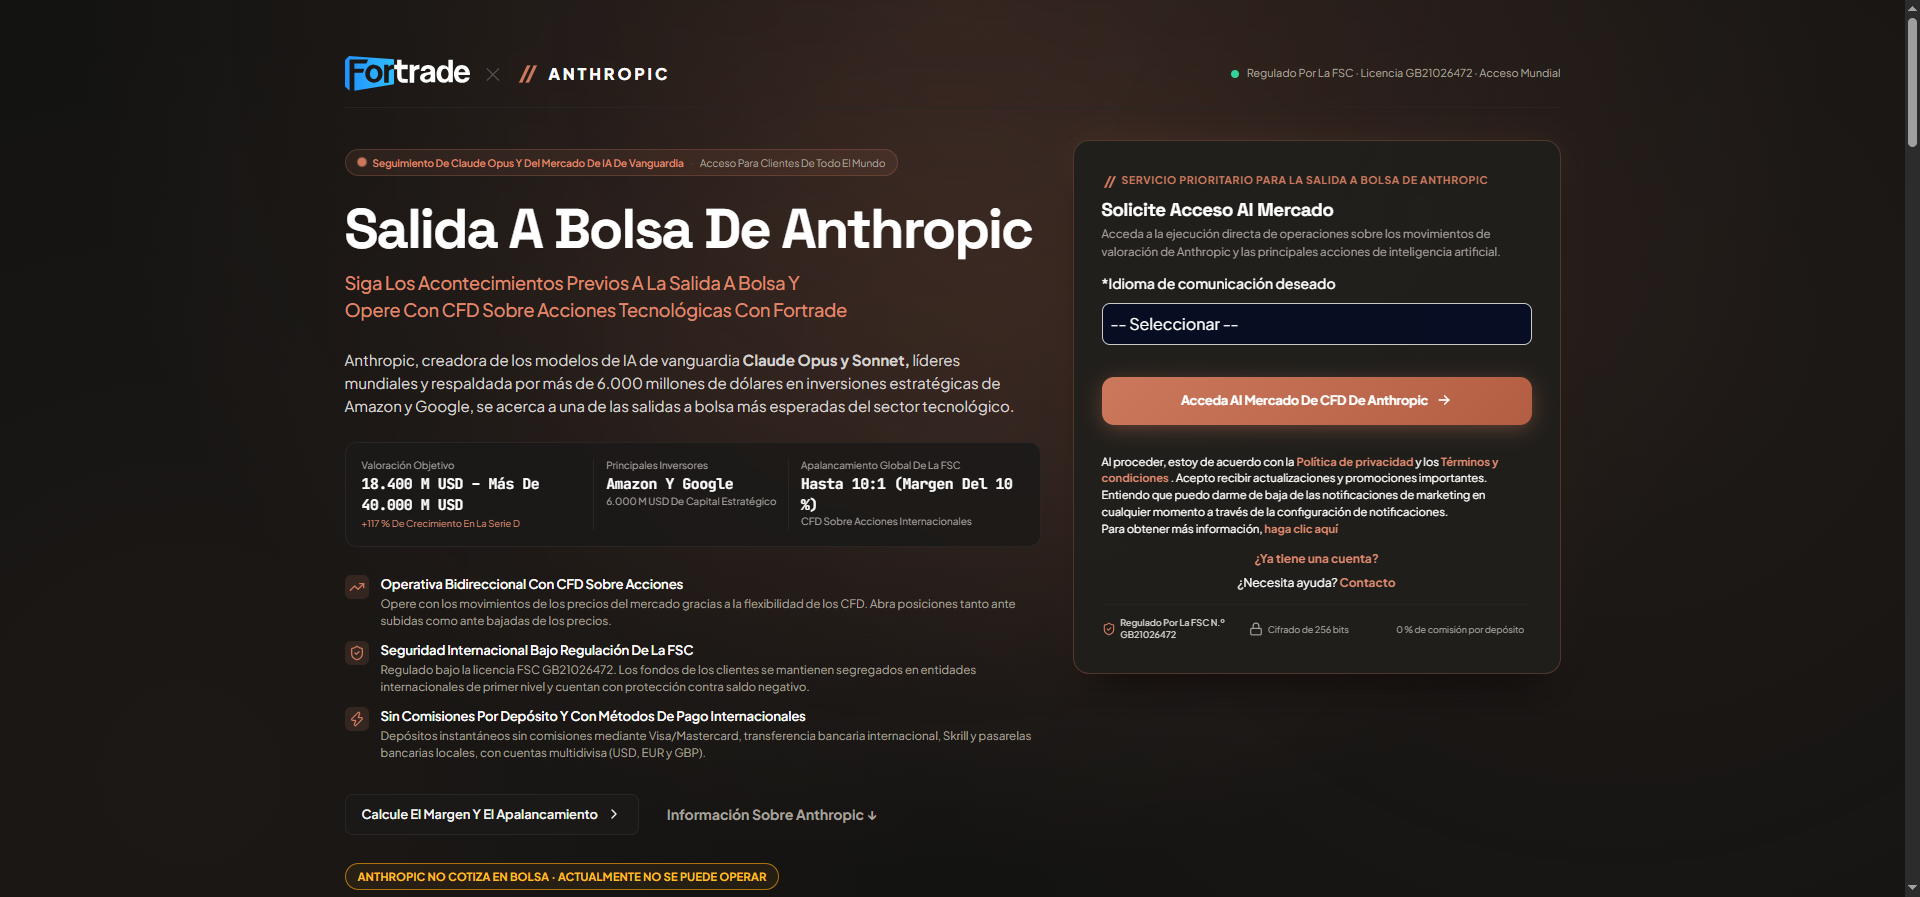 Fortrade × // ANTHROPIC
Regulado Por La FSC · Licencia GB21026472 · Acceso Mundial
Seguimiento De Claude Opus Y Del Mercado De IA De Vanguardia · Acceso Para Clientes De Todo El Mundo
Salida A Bolsa De Anthropic
Siga Los Acontecimientos Previos A La Salida A Bolsa Y
Opere Con CFD Sobre Acciones Tecnológicas Con Fortrade
Anthropic, creadora de los modelos de IA de vanguardia Claude Opus y Sonnet, líderes
mundiales y respaldada por más de 6.000 millones de dólares en inversiones estratégicas de
Amazon y Google, se acerca a una de las salidas a bolsa más esperadas del sector tecnológico.
Valoración Objetivo
18.400 M USD – Más De
40.000 M USD
+117 % De Crecimiento En La Serie D
Principales Inversores
Amazon Y Google
6.000 M USD De Capital Estratégico
Apalancamiento Global De La FSC
Hasta 10:1 (Margen Del 10
%)
CFD Sobre Acciones Internacionales
Operativa Bidireccional Con CFD Sobre Acciones
Opere con los movimientos de los precios del mercado gracias a la flexibilidad de los CFD. Abra posiciones tanto ante
subidas como ante bajadas de los precios.
Seguridad Internacional Bajo Regulación De La FSC
Regulado bajo la licencia FSC GB21026472. Los fondos de los clientes se mantienen segregados en entidades
internacionales de primer nivel y cuentan con protección contra saldo negativo.
Sin Comisiones Por Depósito Y Con Métodos De Pago Internacionales
Depósitos instantáneos sin comisiones mediante Visa/Mastercard, transferencia bancaria internacional, Skrill y pasarelas
bancarias locales, con cuentas multidivisa (USD, EUR y GBP).
Calcule El Margen Y El Apalancamiento
Información Sobre Anthropic ↓
ANTHROPIC NO COTIZA EN BOLSA · ACTUALMENTE NO SE PUEDE OPERAR
// SERVICIO PRIORITARIO PARA LA SALIDA A BOLSA DE ANTHROPIC
Solicite Acceso Al Mercado
Acceda a la ejecución directa de operaciones sobre los movimientos de
valoración de Anthropic y las principales acciones de inteligencia artificial.
*Idioma de comunicación deseado
-- Seleccionar --
Acceda Al Mercado De CFD De Anthropic →
Al proceder, estoy de acuerdo con la Política de privacidad y los Términos y
condiciones . Acepto recibir actualizaciones y promociones importantes.
Entiendo que puedo darme de baja de las notificaciones de marketing en
cualquier momento a través de la configuración de notificaciones.
Para obtener más información, haga clic aquí
¿Ya tiene una cuenta?
¿Necesita ayuda? Contacto
Regulado Por La FSC N.º
GB21026472
Cifrado de 256 bits
0 % de comisión por depósito